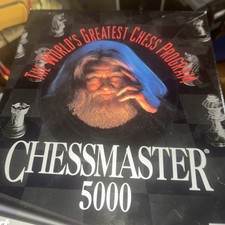 THE WORLD'S GREATEST CHESS PROGRAM
CHESSMASTER®
5000